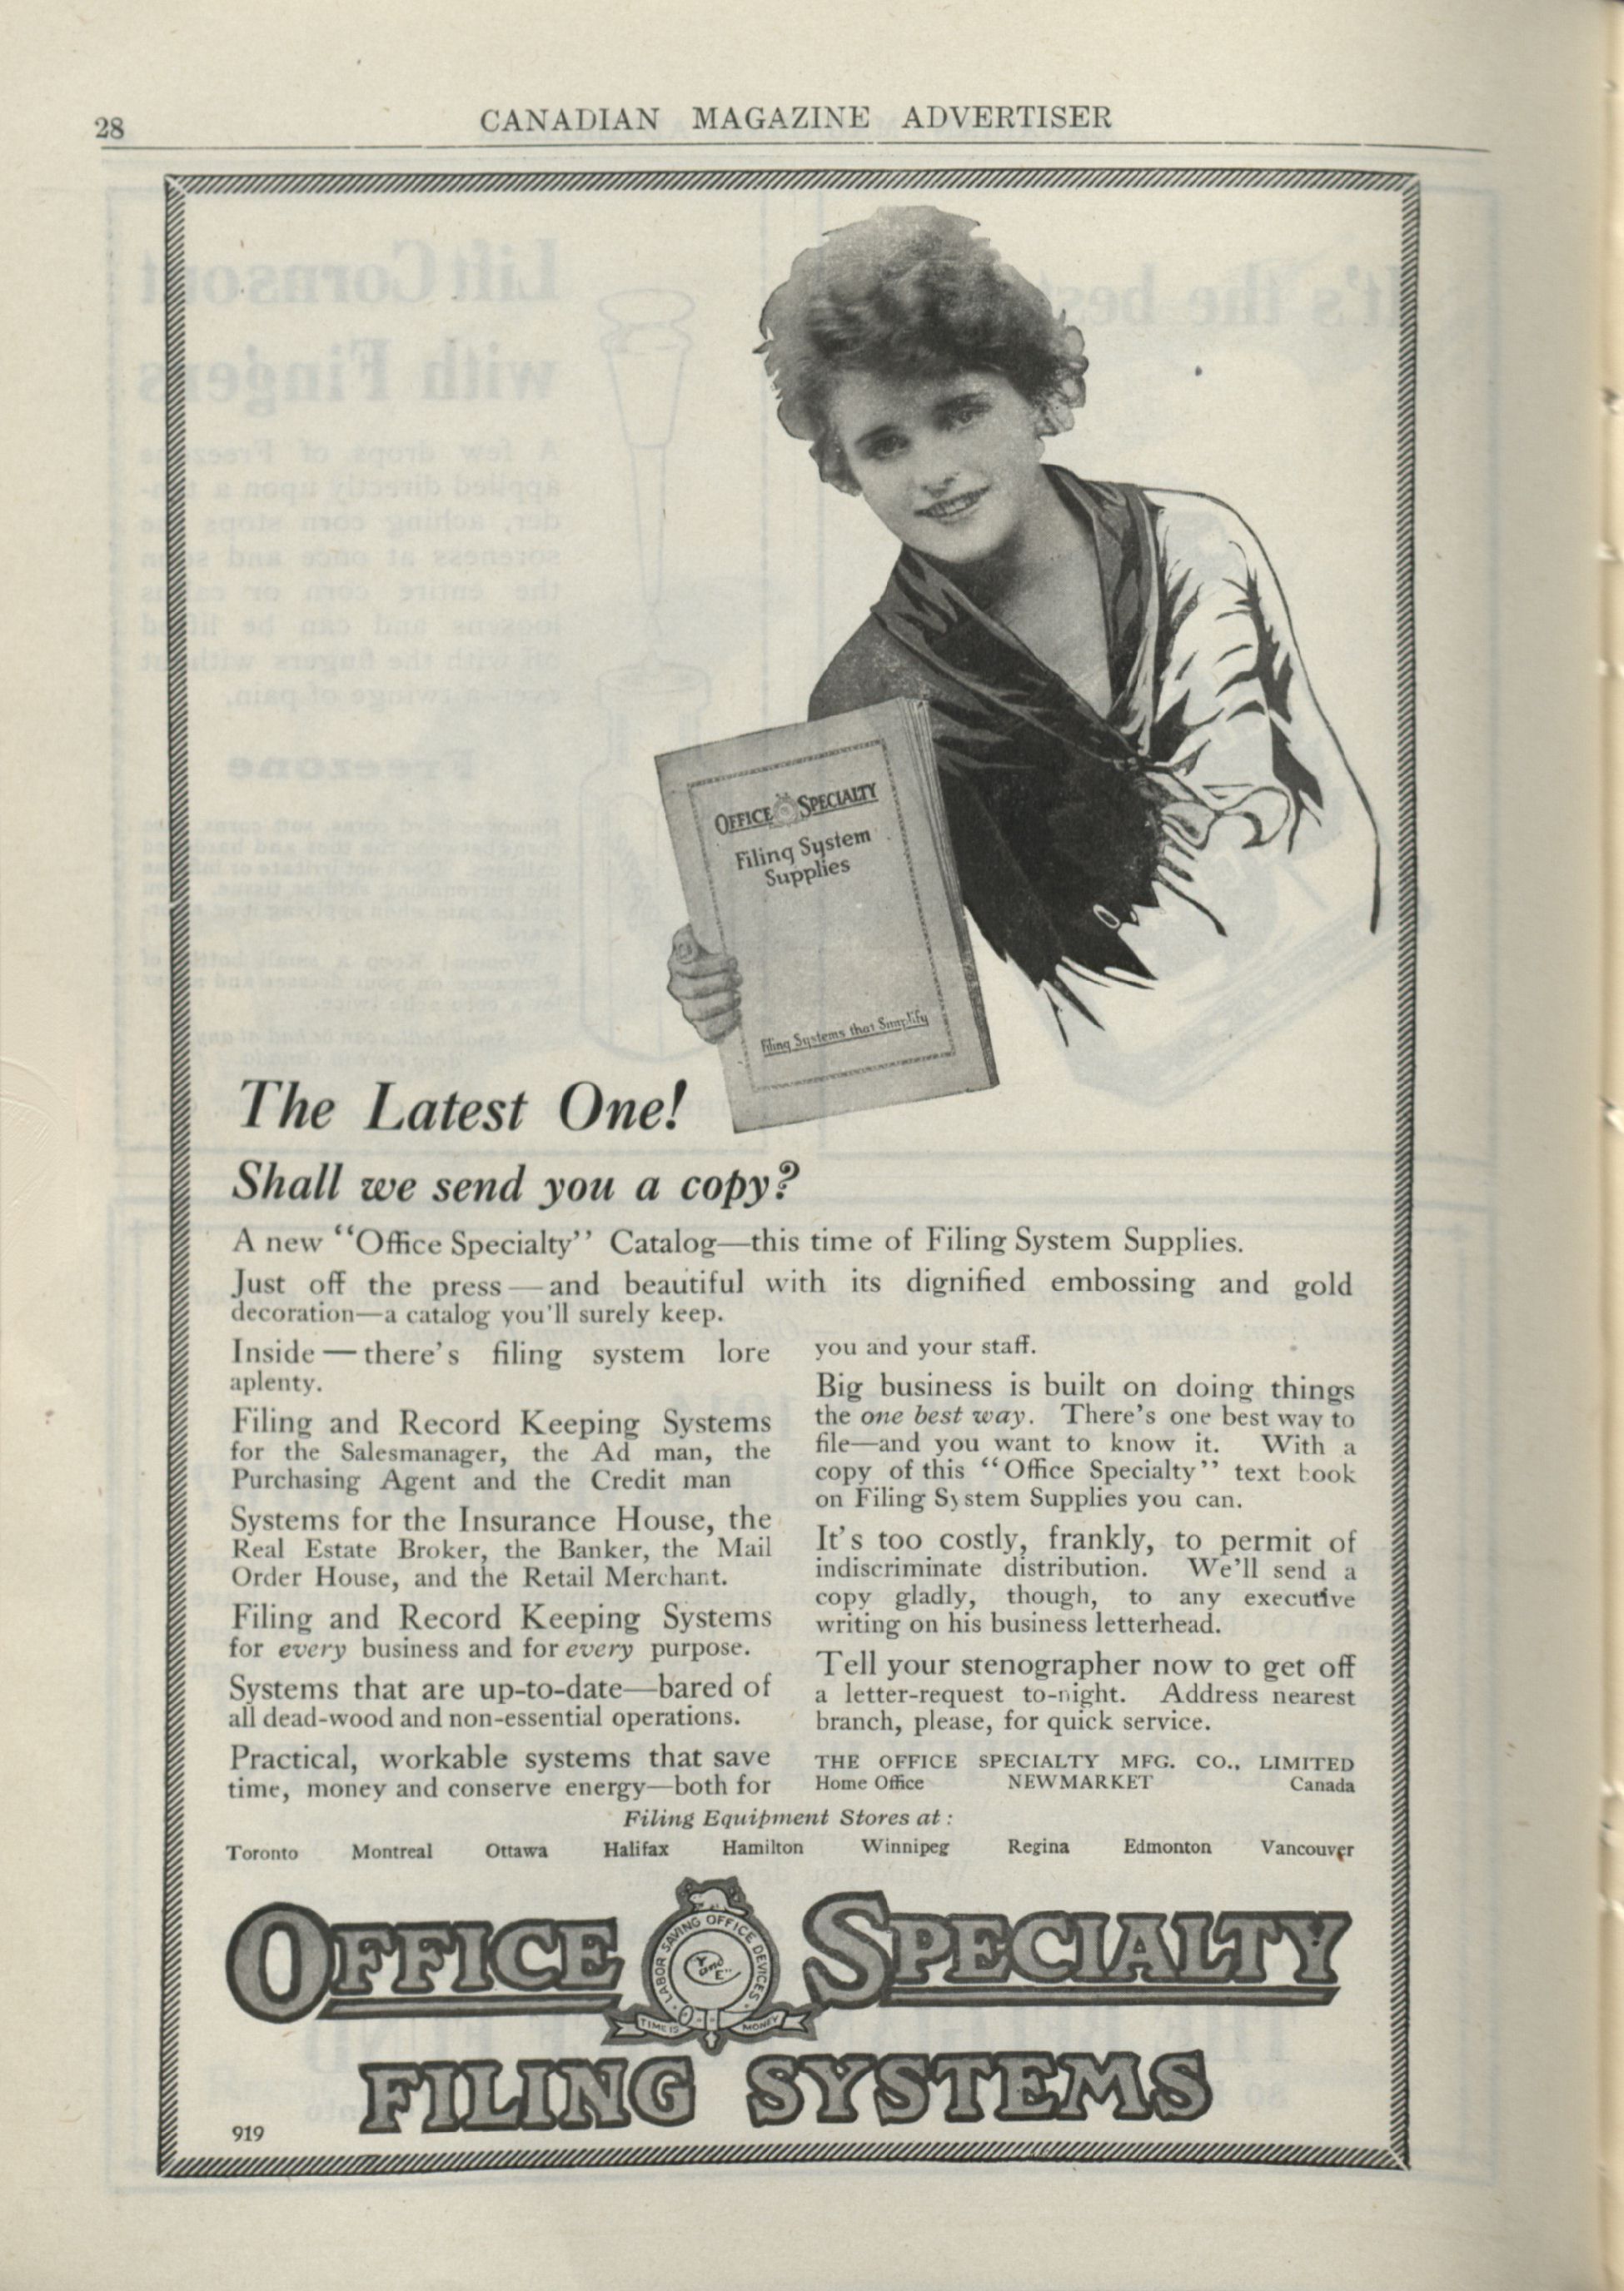 28
CANADIAN MAGAZINE ADVERTISER
OFFICE SPECIALTY
Filing System
Supplies
Filing Systems that Simplify
The Latest One!
Shall we send you a copy?
A new "Office Specialty" Catalog—this time of Filing System Supplies.
Just off the press—and beautiful with its dignified embossing and gold
decoration—a catalog you'll surely keep.
Inside—there's filing system lore
aplenty.
Filing and Record Keeping Systems
for the Salesmanager, the Ad man, the
Purchasing Agent and the Credit man
Systems for the Insurance House, the
Real Estate Broker, the Banker, the Mail
Order House, and the Retail Merchant.
Filing and Record Keeping Systems
for every business and for every purpose.
Systems that are up-to-date—bared of
all dead-wood and non-essential operations.
Practical, workable systems that save
time, money and conserve energy—both for
you and your staff.
Big business is built on doing things
the one best way. There's one best way to
file—and you want to know it. With a
copy of this "Office Specialty" text book
on Filing System Supplies you can.
It's too costly, frankly, to permit of
indiscriminate distribution. We'll send a
copy gladly, though, to any executive
writing on his business letterhead.
Tell your stenographer now to get off
a letter-request to-night. Address nearest
branch, please, for quick service.
THE OFFICE SPECIALTY MFG. CO., LIMITED
Home Office NEWMARKET Canada
Filing Equipment Stores at:
Toronto Montreal Ottawa Halifax Hamilton Winnipeg Regina Edmonton Vancouver
OFFICE SPECIALTY
LABOR SAVING OFFICE DEVICES
"Y and E"
TIME IS MONEY
FILING SYSTEMS
919